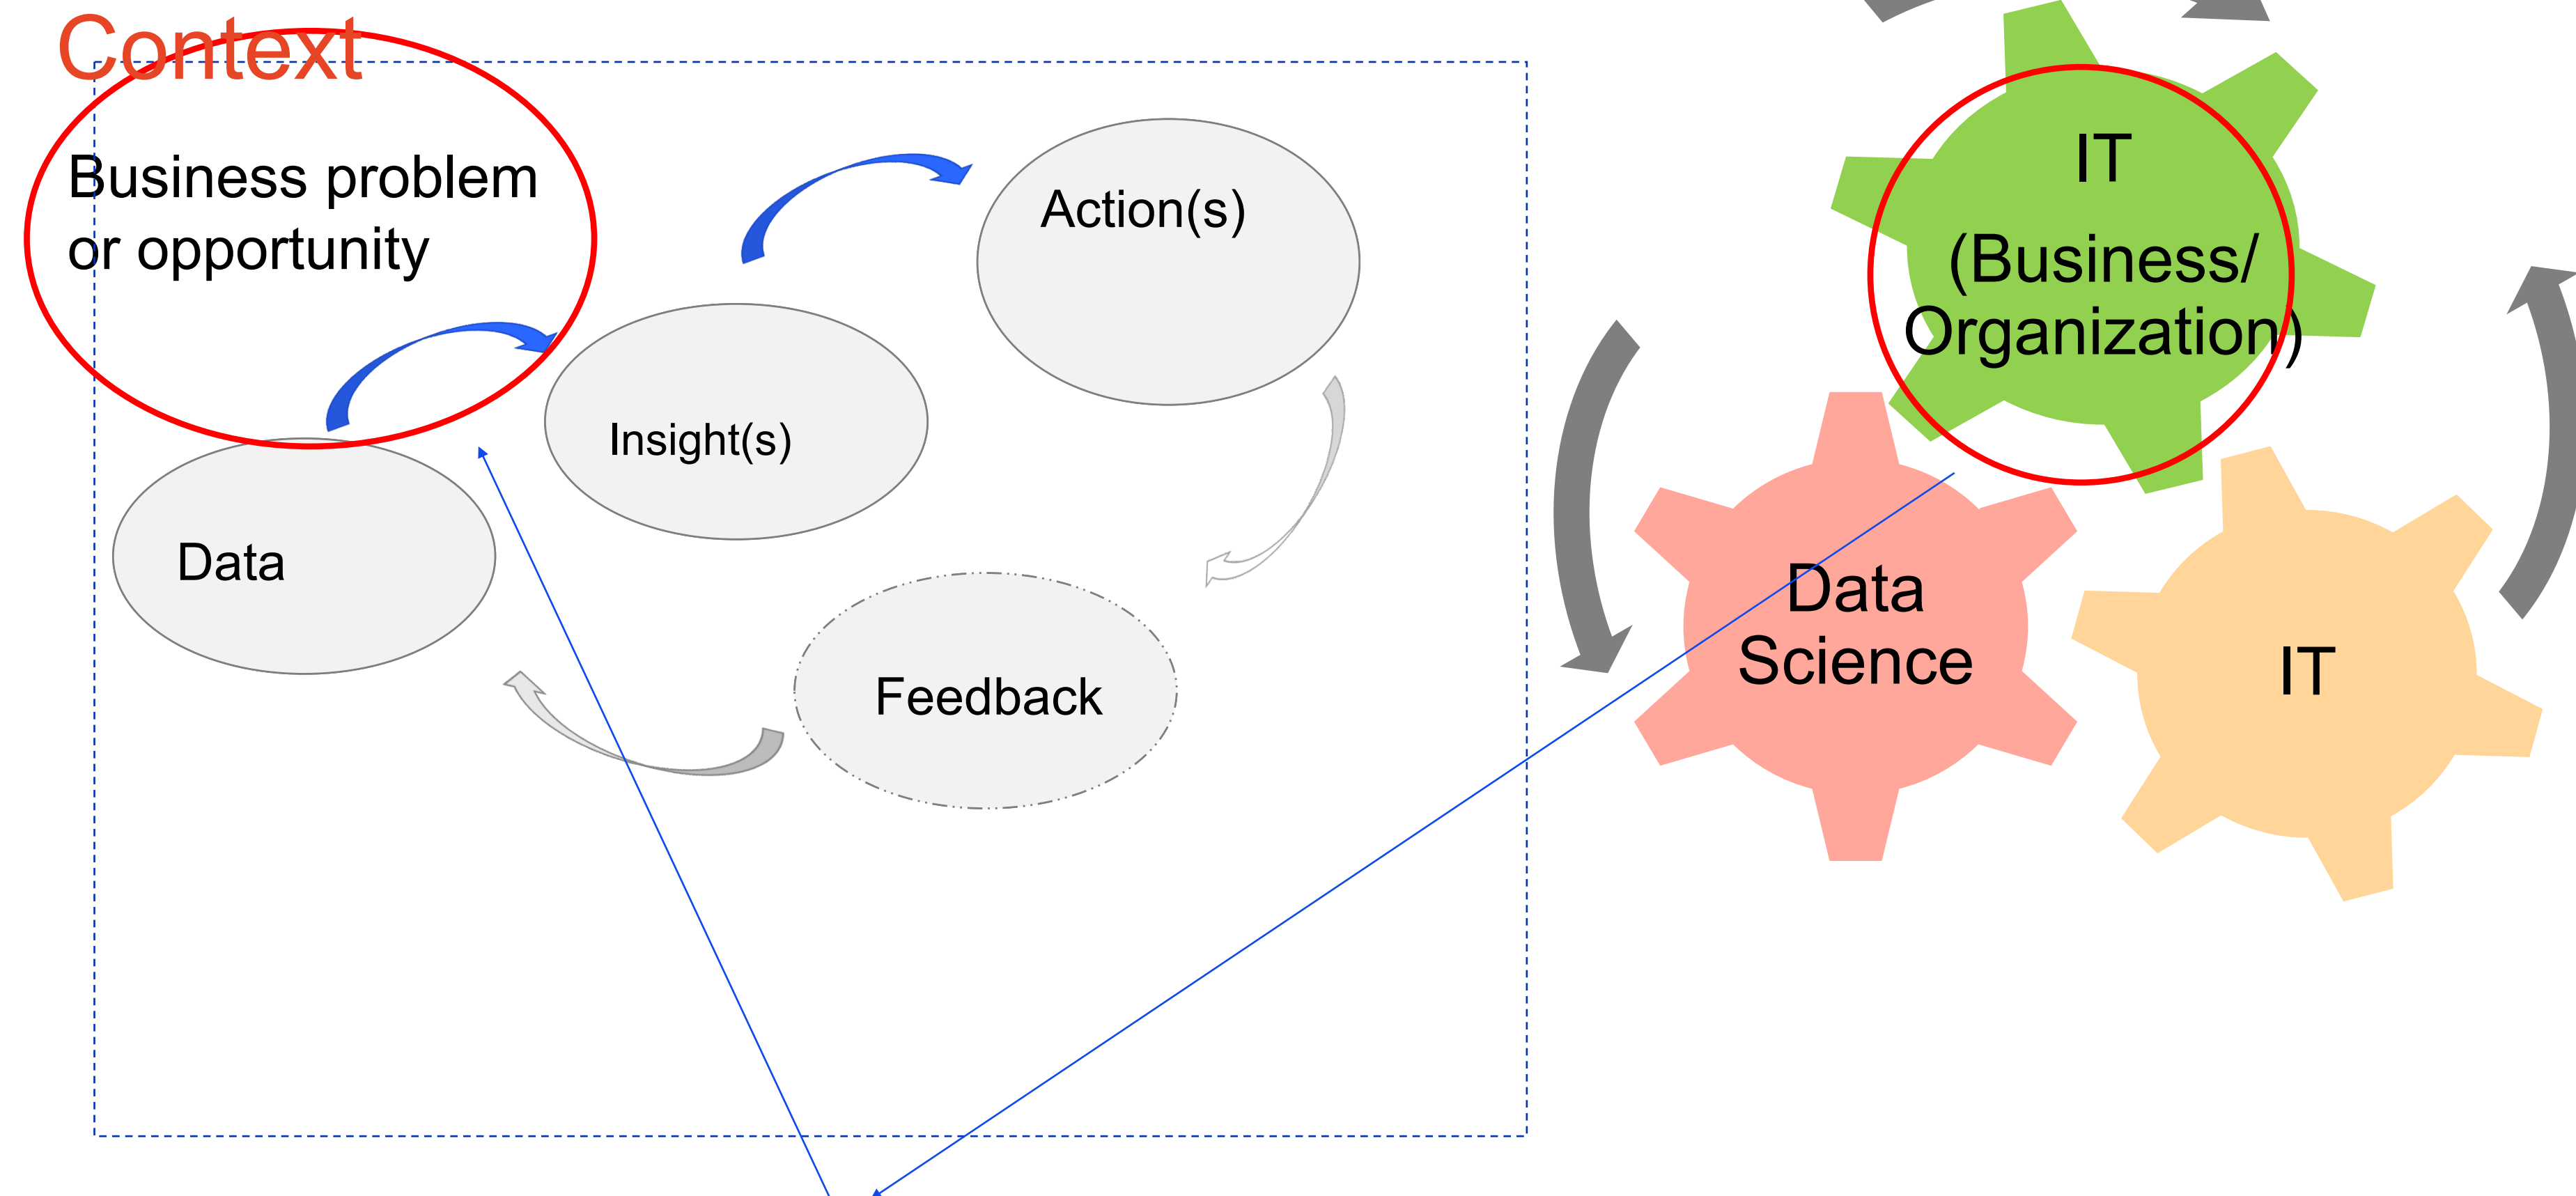 Context
Business problem
or opportunity
Action(s)
Insight(s)
Data
Feedback
IT
(Business/
Organization)
Data
Science
IT